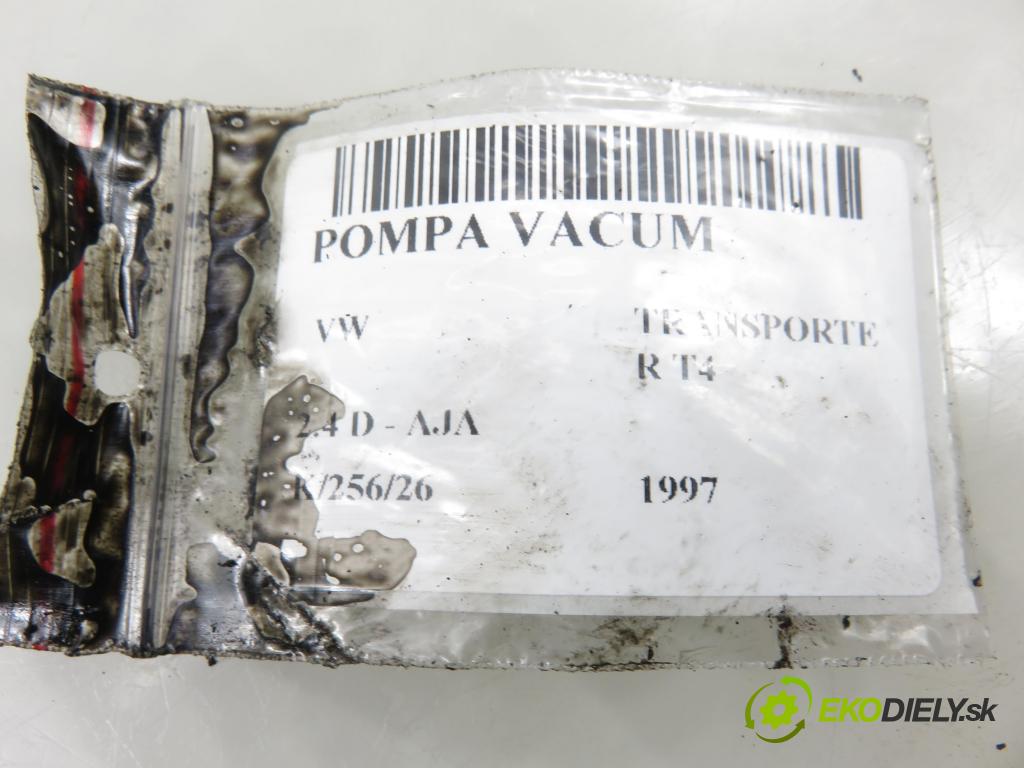 POMPA VACUM
VW
TRANSPORTE
R T4
2.4 D - AJA
K/256/26
1997
EKODIELY.sk